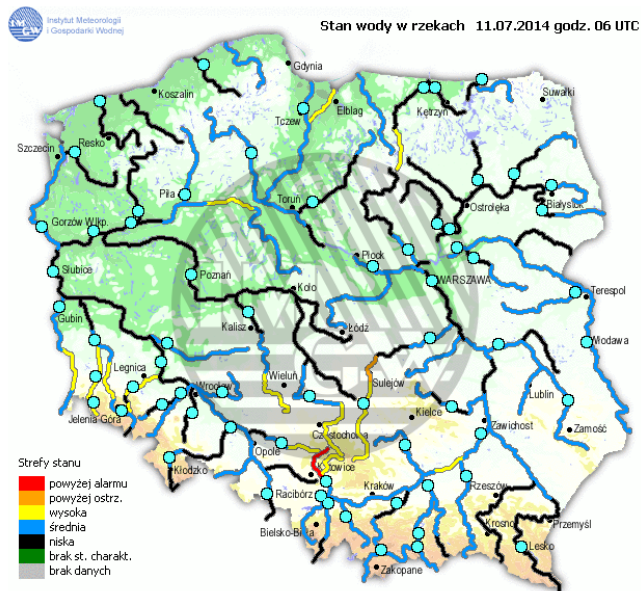 Instytut Meteorologii
i Gospodarki Wodnej
Stan wody w rzekach 11.07.2014 godz. 06 UTC
Gdynia
Koszalin
Suwałki
Elbląg
Kętrzyn
Tczew
Resko
Szczecin
Piła
Toruń
Ostrołęka
Białystok
Gorzów Wlkp.
Płock
Słubice
Poznań
Koło
WARSZAWA
Terespol
Gubin
Kalisz
Łódź
Włodawa
Legnica
Wieluń
Sulejów
Wrocław
Lublin
Jelenia-Góra
Kielce
Zawichost
Zamość
Częstochowa
Opole
Kłodzko
Katowice
Racibórz
Kraków
Rzeszów
Bielsko-Biała
Krosno
Przemyśl
Lesko
Zakopane
Strefy stanu
powyżej alarmu
powyżej ostrz.
wysoka
średnia
niska
brak st. charakt.
brak danych